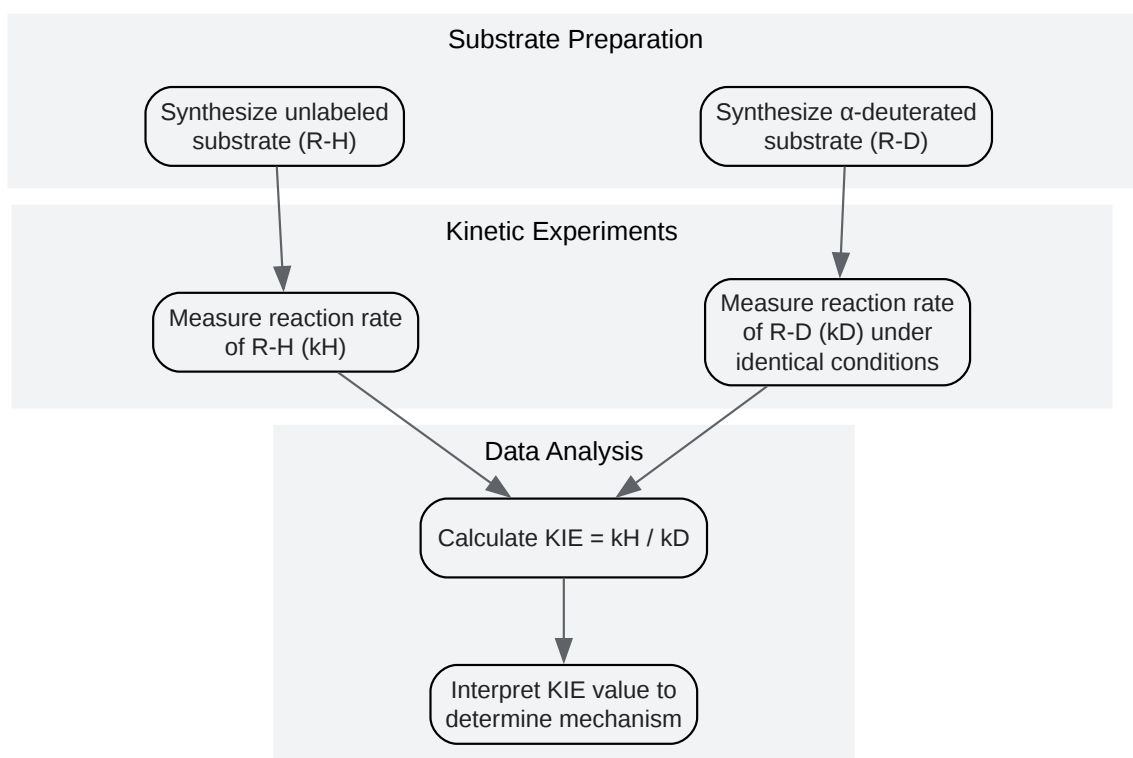 Substrate Preparation
Synthesize unlabeled
substrate (R-H)
Synthesize α-deuterated
substrate (R-D)
Kinetic Experiments
Measure reaction rate
of R-H (kH)
Measure reaction rate
of R-D (kD) under
identical conditions
Data Analysis
Calculate KIE = kH / kD
Interpret KIE value to
determine mechanism